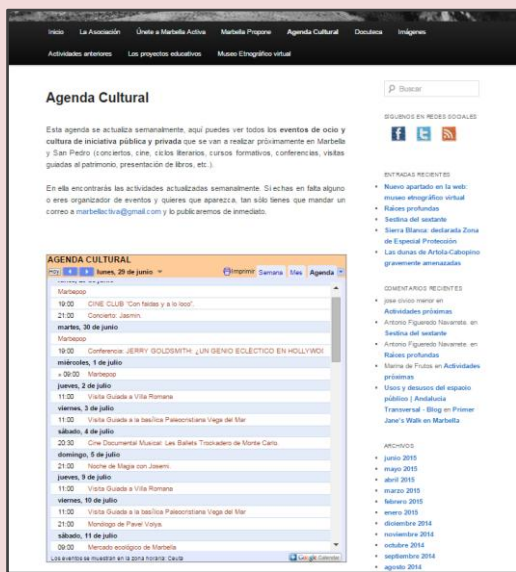 Inicio La Asociación Únete a Marbella Activa Marbella Propone Agenda Cultural Docuteca Imágenes
Actividades anteriores Los proyectos educativos Museo Etnográfico virtual
Agenda Cultural
Esta agenda se actualiza semanalmente, aquí puedes ver todos los eventos de ocio y
cultura de iniciativa pública y privada que se van a realizar próximamente en Marbella
y San Pedro (conciertos, cine, ciclos literarios, cursos formativos, conferencias, visitas
guiadas al patrimonio, presentación de libros, etc.).
En ella encontrarás las actividades actualizadas semanalmente. Si echas en falta alguno
o eres organizador de eventos y quieres que aparezca, tan sólo tienes que mandar un
correo a marbellactiva@gmail.com y lo publicaremos de inmediato.
AGENDA CULTURAL
Hoy lunes, 29 de junio Imprimir Semana Mes Agenda
Marbepop
19:00 CINE CLUB "Con faldas y a lo loco".
21:00 Concierto: Jasmin.
martes, 30 de junio
Marbepop
19:00 Conferencia: JERRY GOLDSMITH: ¿UN GENIO ECLÉCTICO EN HOLLYWO
miércoles, 1 de julio
» 09:00 Marbepop
jueves, 2 de julio
11:00 Visita Guiada a Villa Romana
viernes, 3 de julio
11:00 Visita Guiada a la basílica Paleocristiana Vega del Mar
sábado, 4 de julio
20:30 Cine Documental Musical: Les Ballets Trockadero de Monte Carlo
domingo, 5 de julio
21:00 Noche de Magia con Josemi.
jueves, 9 de julio
11:00 Visita Guiada a Villa Romana
viernes, 10 de julio
11:00 Visita Guiada a la basílica Paleocristiana Vega del Mar
21:00 Monólogo de Pavel Volya.
sábado, 11 de julio
09:00 Mercado ecológico de Marbella
Los eventos se muestran en la zona horaria: Ceuta
Google Calendar
Buscar
SÍGUENOS EN REDES SOCIALES
ENTRADAS RECIENTES
Nuevo apartado en la web:
museo etnográfico virtual
Raíces profundas
Sestina del sextante
Sierra Blanca: declarada Zona
de Especial Protección
Las dunas de Artola-Cabopino
gravemente amenazadas
COMENTARIOS RECIENTES
jose civico menor en
Actividades próximas
Antonio Figueredo Navarrete. en
Sestina del sextante
Antonio Figueredo Navarrete. en
Raíces profundas
Marina de Frutos en Actividades
próximas
Usos y desusos del espacio
público | Andalucía
Transversal - Blog en Primer
Jane's Walk en Marbella
ARCHIVOS
junio 2015
mayo 2015
abril 2015
marzo 2015
febrero 2015
enero 2015
diciembre 2014
noviembre 2014
octubre 2014
septiembre 2014
agosto 2014